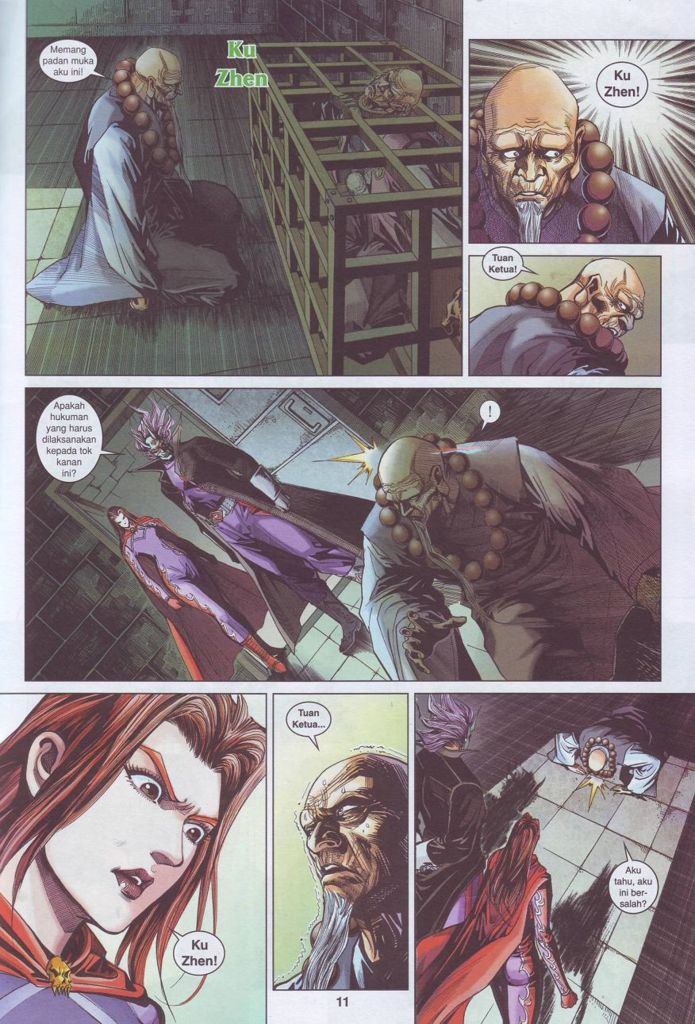 Memang
padan muka
aku ini!
Ku
Zhen
Ku
Zhen!
Tuan
Ketua!
Apakah
hukuman
yang harus
dilaksanakan
kepada tok
kanan
ini?
!
Ku
Zhen!
Tuan
Ketua...
Aku
tahu, aku
ini ber-
salah?
11